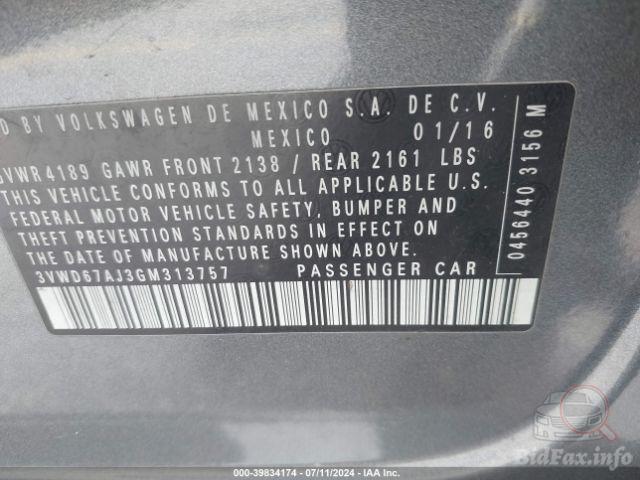 D BY VOLKSWAGEN DE MEXICO S.A. DE C.V.
MEXICO 01/16
GVWR 4189 GAWR FRONT 2138 / REAR 2161 LBS
THIS VEHICLE CONFORMS TO ALL APPLICABLE U.S.
FEDERAL MOTOR VEHICLE SAFETY, BUMPER AND
THEFT PREVENTION STANDARDS IN EFFECT ON
THE DATE OF MANUFACTURE SHOWN ABOVE.
3VWD67AJ3GM313757 PASSENGER CAR
0456440 3156 M
BidFax.info
000-39834174 - 07/11/2024 - IAA Inc.